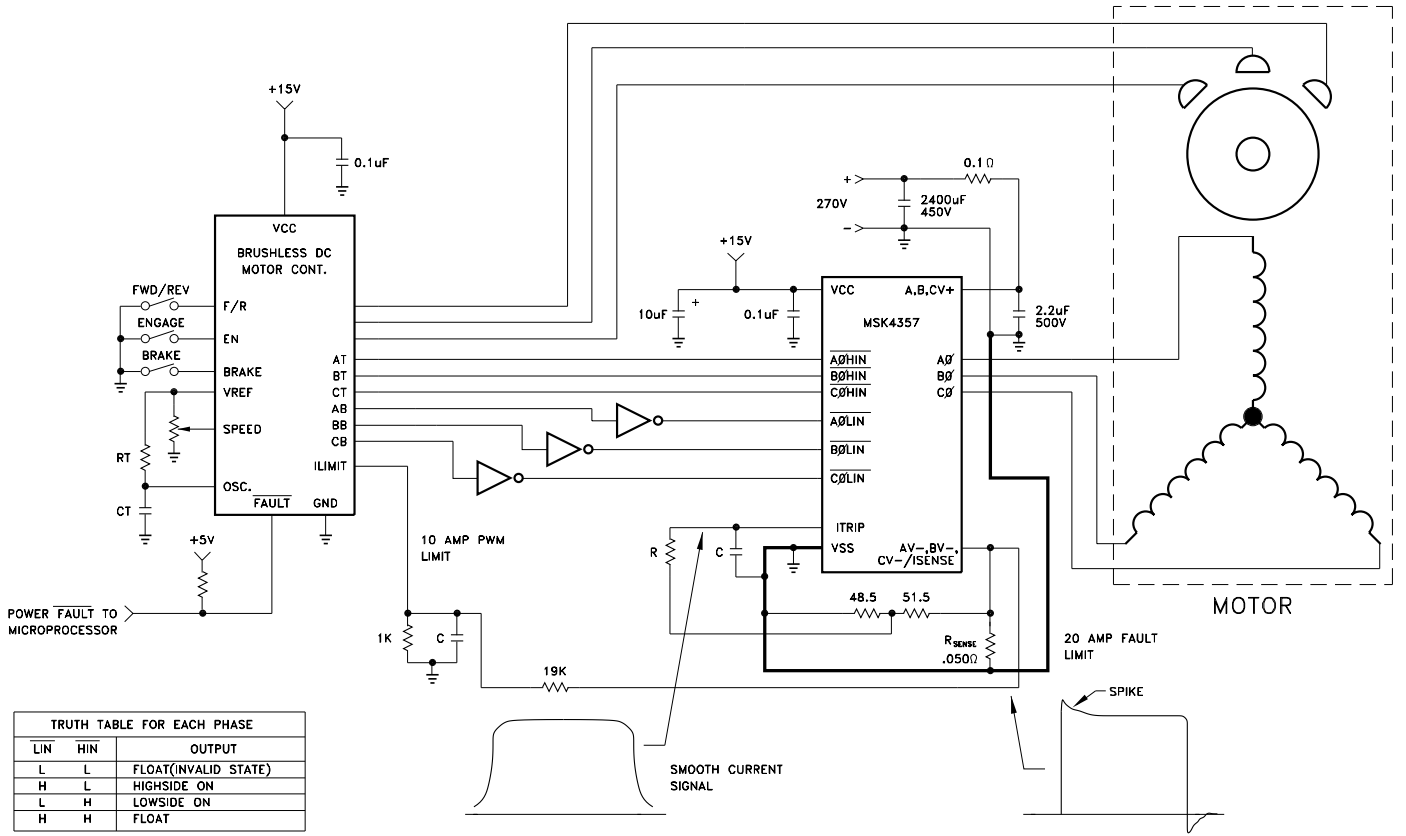 +15V
0.1uF
VCC
BRUSHLESS DC
MOTOR CONT.
FWD/REV
F/R
ENGAGE
EN
BRAKE
BRAKE
VREF
SPEED
RT
OSC.
CT
FAULT
GND
AT
BT
CT
AB
BB
CB
ILIMIT
+5V
POWER FAULT TO
MICROPROCESSOR
10 AMP PWM
LIMIT
1K
C
19K
+
270V
-
2400uF
450V
0.1Ω
+15V
10uF
+
0.1uF
VCC
A,B,CV+
MSK4357
2.2uF
500V
AØHIN
BØHIN
CØHIN
AØLIN
BØLIN
CØLIN
AØ
BØ
CØ
ITRIP
VSS
AV-,BV-,
CV-/ISENSE
R
C
48.5
51.5
RSENSE
.050Ω
20 AMP FAULT
LIMIT
MOTOR
SPIKE
SMOOTH CURRENT
SIGNAL
TRUTH TABLE FOR EACH PHASE
LIN HIN OUTPUT
L L FLOAT(INVALID STATE)
H L HIGHSIDE ON
L H LOWSIDE ON
H H FLOAT